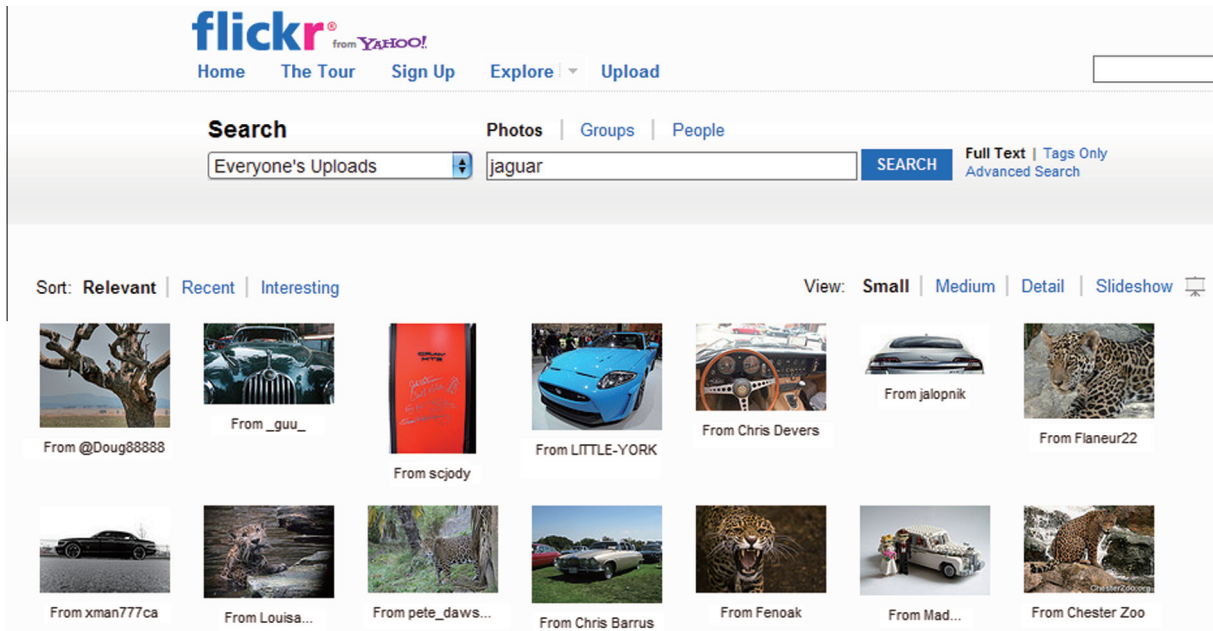 flickr® from YAHOO!
Home The Tour Sign Up Explore Upload
Search Photos Groups People
Everyone's Uploads jaguar SEARCH Full Text | Tags Only
Advanced Search
Sort: Relevant Recent Interesting View: Small Medium Detail Slideshow
CRAY
From @Doug88888 From _guu_ From scjody From LITTLE-YORK From Chris Devers From jalopnik From Flaneur22
ChesterZoo.org
From xman777ca From Louisa... From pete_daws... From Chris Barrus From Fenoak From Mad... From Chester Zoo